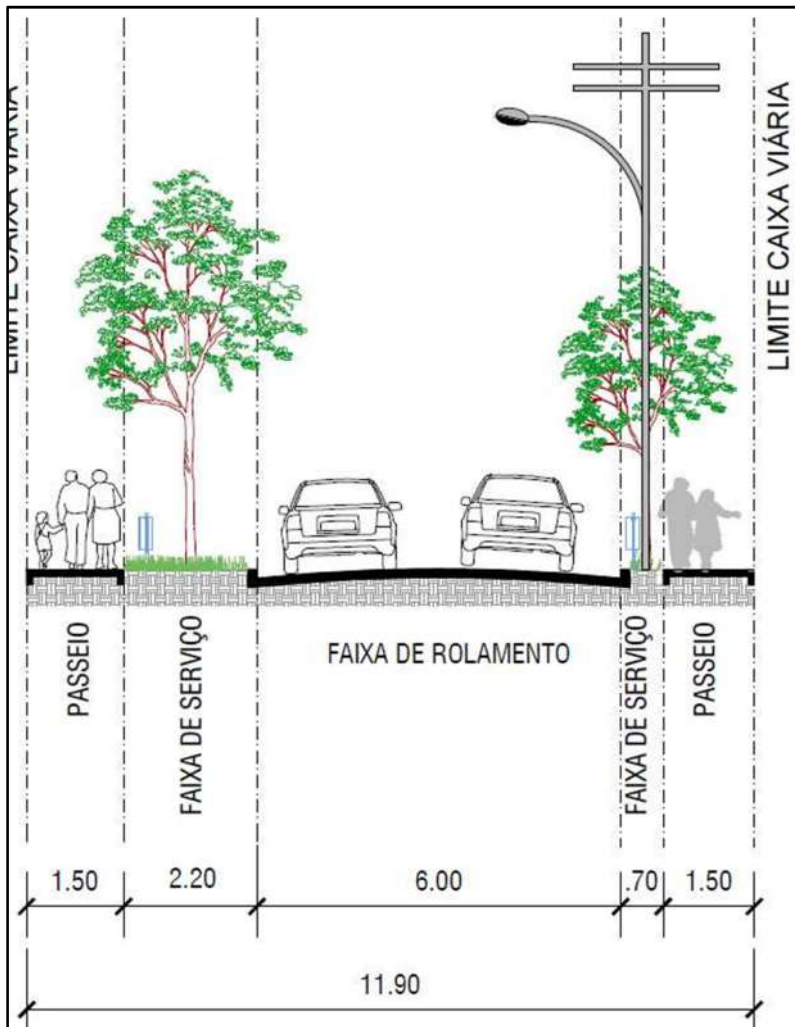 LIMITE CAIXA VIÁRIA
LIMITE CAIXA VIÁRIA
PASSEIO
FAIXA DE SERVIÇO
FAIXA DE ROLAMENTO
FAIXA DE SERVIÇO
PASSEIO
1.50
2.20
6.00
.70
1.50
11.90